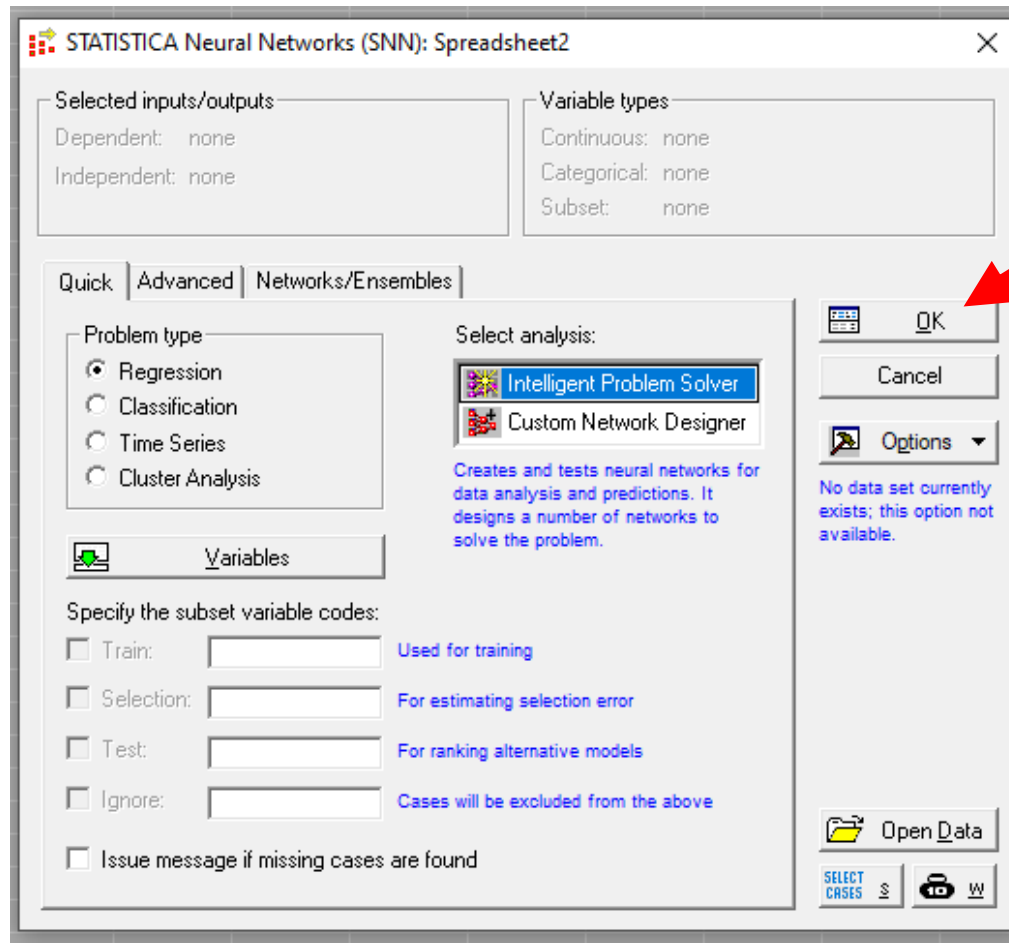 STATISTICA Neural Networks (SNN): Spreadsheet2
Selected inputs/outputs
Dependent: none
Independent: none
Variable types
Continuous: none
Categorical: none
Subset: none
Quick
Advanced
Networks/Ensembles
Problem type
Regression
Classification
Time Series
Cluster Analysis
Variables
Select analysis:
Intelligent Problem Solver
Custom Network Designer
Creates and tests neural networks for
data analysis and predictions. It
designs a number of networks to
solve the problem.
Specify the subset variable codes:
Train:
Used for training
Selection:
For estimating selection error
Test:
For ranking alternative models
Ignore:
Cases will be excluded from the above
Issue message if missing cases are found
OK
Cancel
Options
No data set currently
exists; this option not
available.
Open Data
SELECT
CASES
S
W